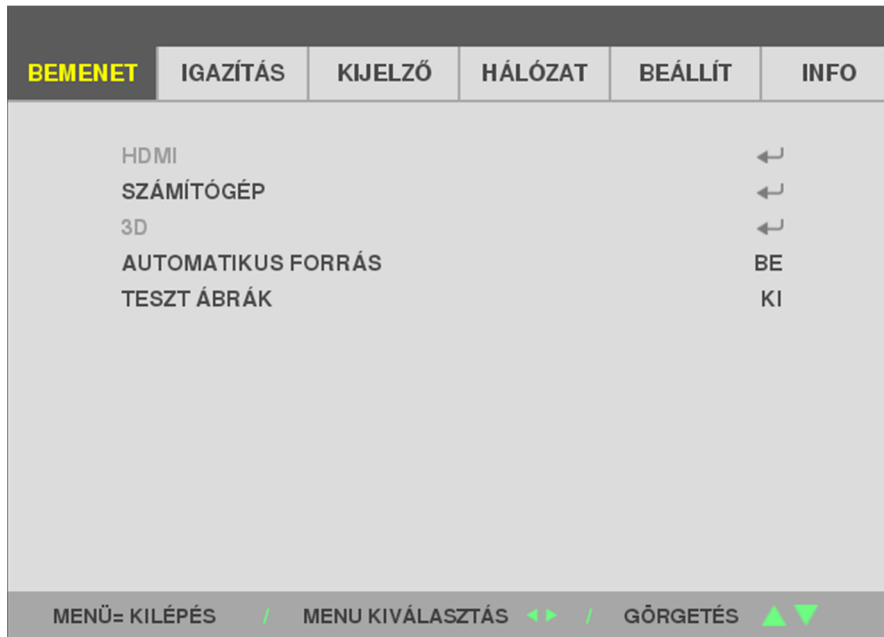 BEMENET IGAZÍTÁS KIJELZŐ HÁLÓZAT BEÁLLÍT INFO
HDMI
SZÁMÍTÓGÉP
3D
AUTOMATIKUS FORRÁS BE
TESZT ÁBRÁK KI
MENÜ= KILÉPÉS / MENU KIVÁLASZTÁS / GÖRGETÉS